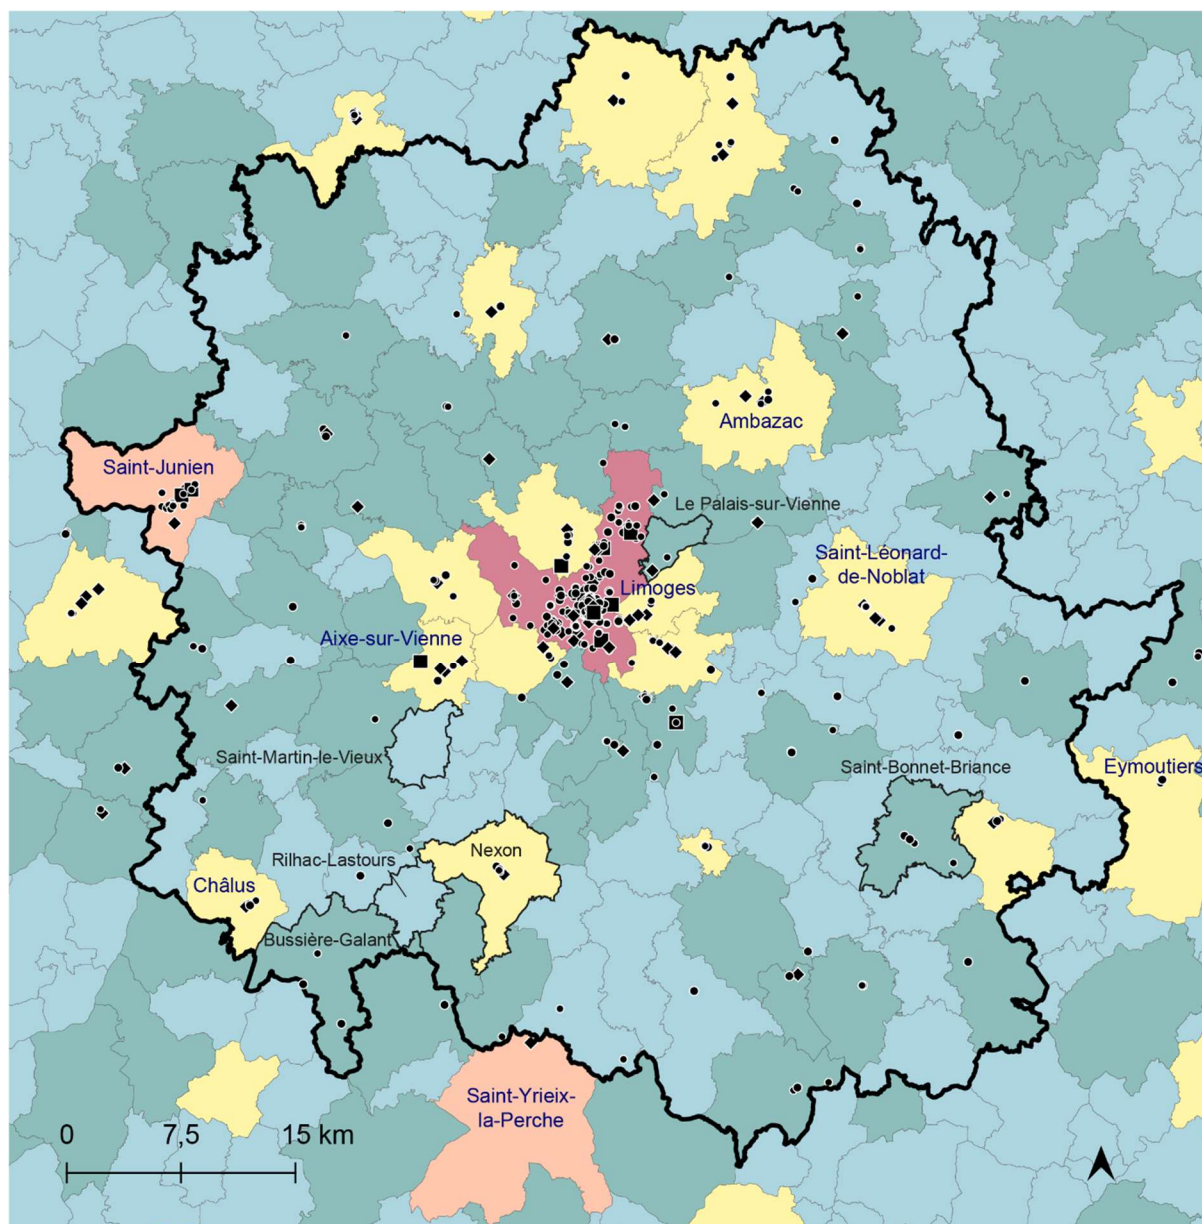 Ambazac
Saint-Junien
Le Palais-sur-Vienne
Saint-Léonard-
de-Noblat
Limoges
Aixe-sur-Vienne
Saint-Martin-le-Vieux
Saint-Bonnet-Briance
Eymoutiers
Nexon
Rilhac-Lastours
Châlus
Bussière-Galant
Saint-Yrieix-
la-Perche
0 7,5 15 km